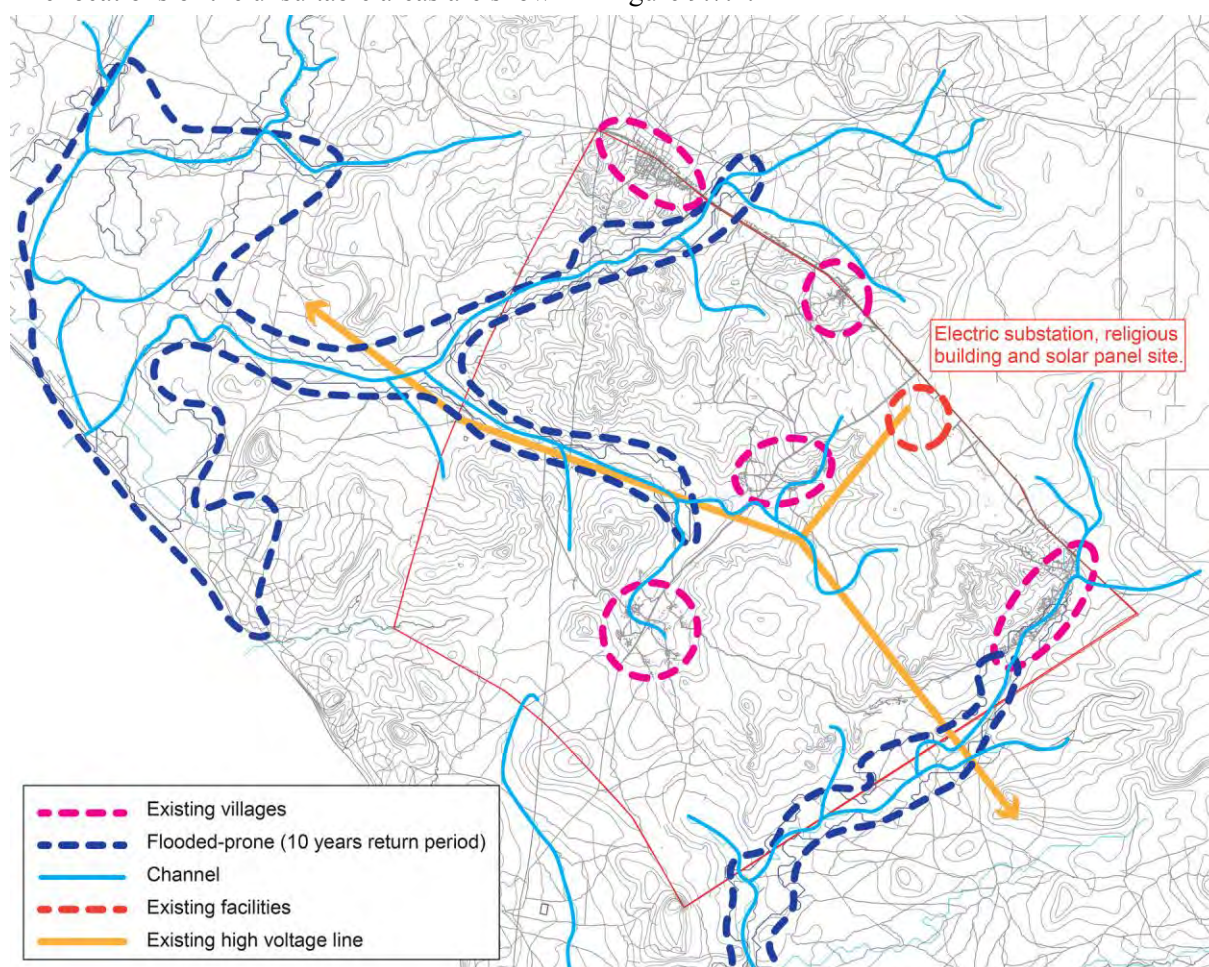 Electric substation, religious
building and solar panel site.
Existing villages
Flooded-prone (10 years return period)
Channel
Existing facilities
Existing high voltage line